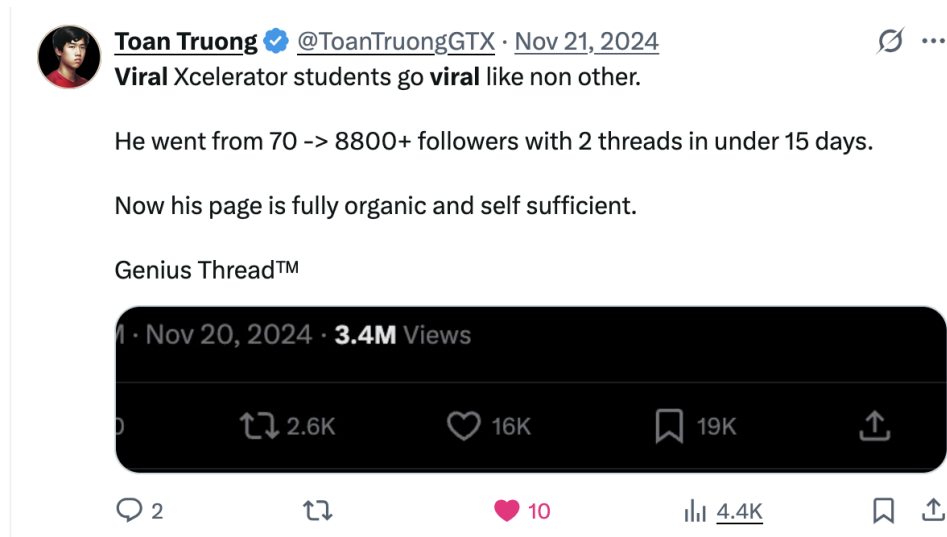 Toan Truong @ToanTruongGTX · Nov 21, 2024
Viral Xcelerator students go viral like non other.
He went from 70 -> 8800+ followers with 2 threads in under 15 days.
Now his page is fully organic and self sufficient.
Genius Thread™
· Nov 20, 2024 · 3.4M Views
2.6K 16K 19K
2 10 4.4K